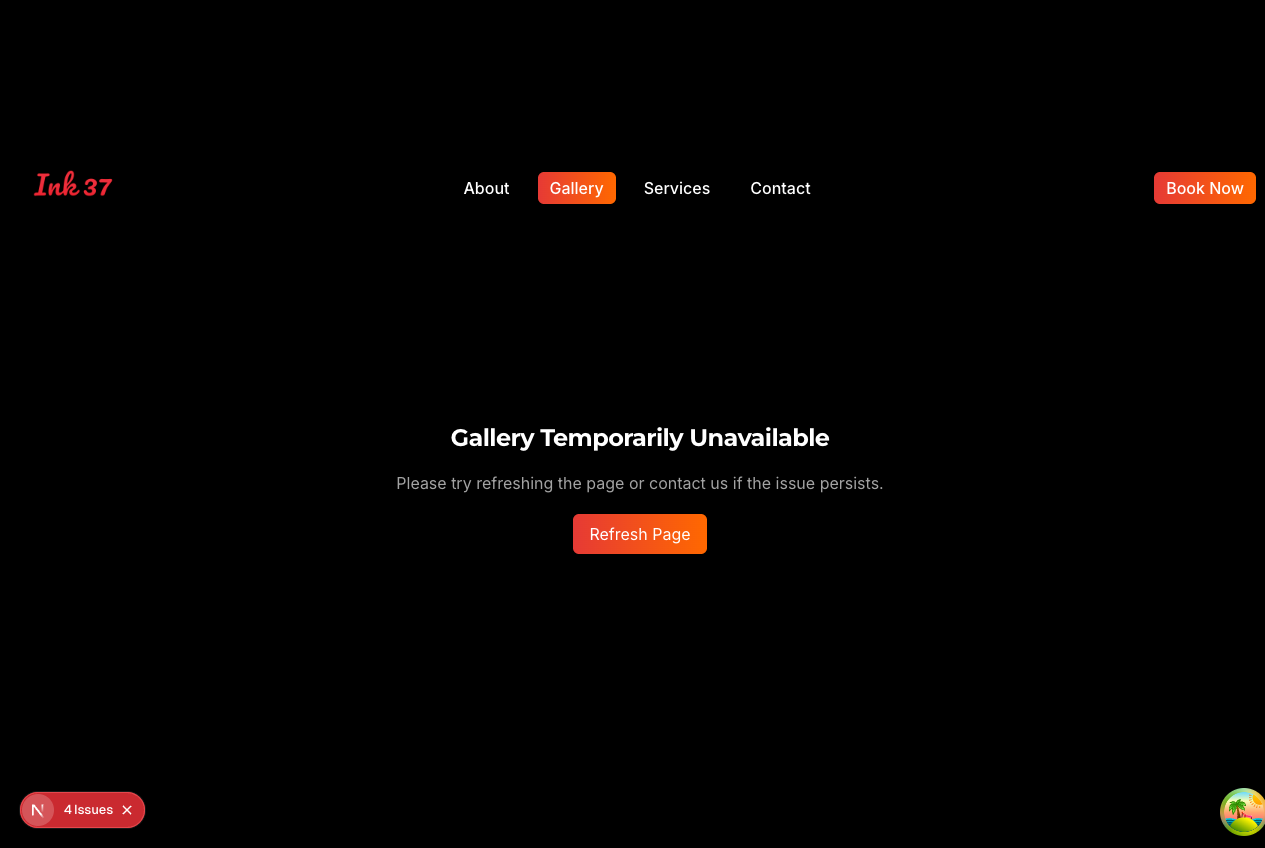 Ink 37
About
Gallery
Services
Contact
Book Now
Gallery Temporarily Unavailable
Please try refreshing the page or contact us if the issue persists.
Refresh Page
N
4 Issues